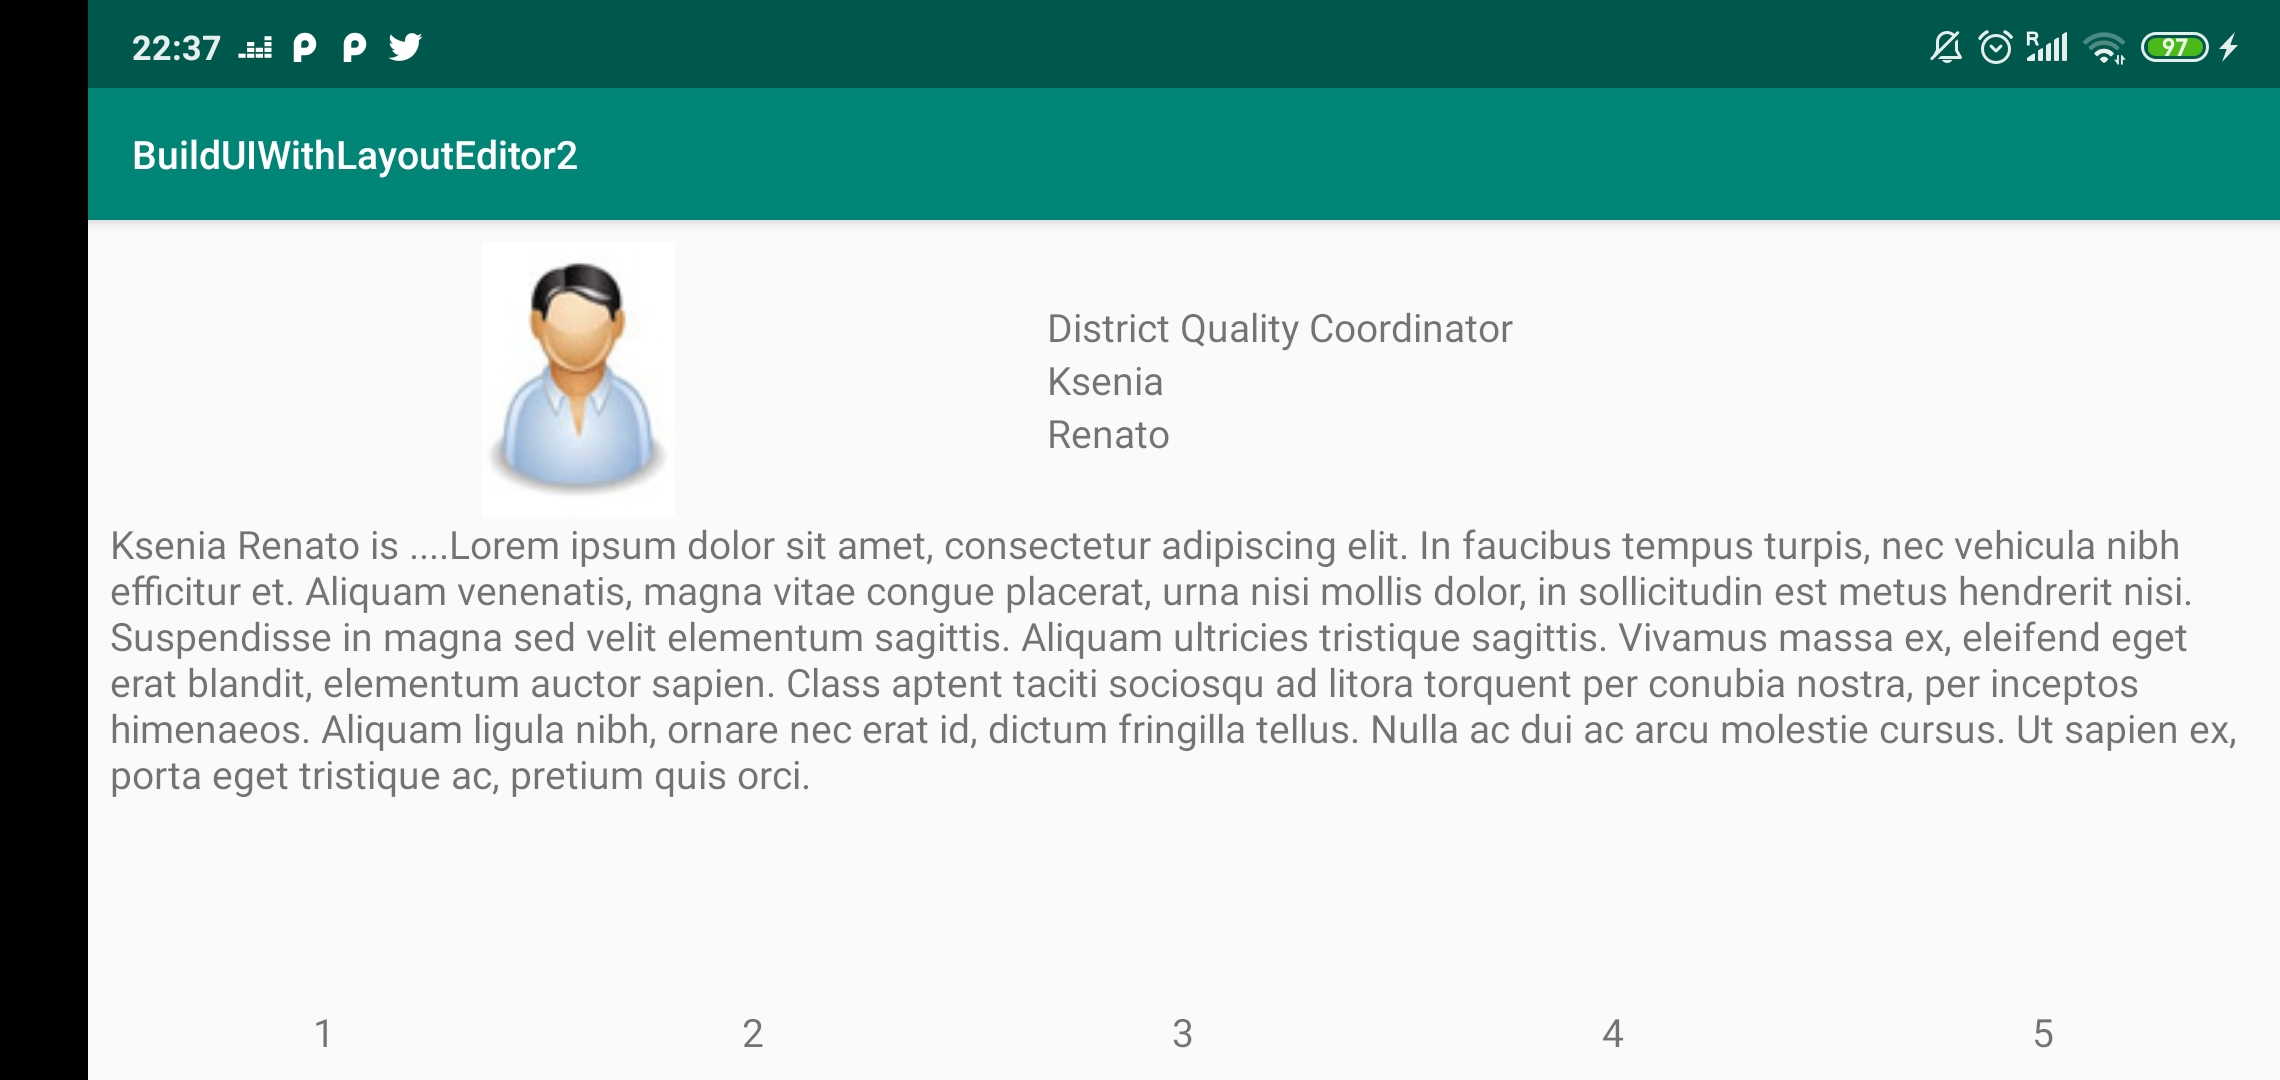 22:37
R
97
BuildUIWithLayoutEditor2
District Quality Coordinator
Ksenia
Renato
Ksenia Renato is ....Lorem ipsum dolor sit amet, consectetur adipiscing elit. In faucibus tempus turpis, nec vehicula nibh
efficitur et. Aliquam venenatis, magna vitae congue placerat, urna nisi mollis dolor, in sollicitudin est metus hendrerit nisi.
Suspendisse in magna sed velit elementum sagittis. Aliquam ultricies tristique sagittis. Vivamus massa ex, eleifend eget
erat blandit, elementum auctor sapien. Class aptent taciti sociosqu ad litora torquent per conubia nostra, per inceptos
himenaeos. Aliquam ligula nibh, ornare nec erat id, dictum fringilla tellus. Nulla ac dui ac arcu molestie cursus. Ut sapien ex,
porta eget tristique ac, pretium quis orci.
1 2 3 4 5